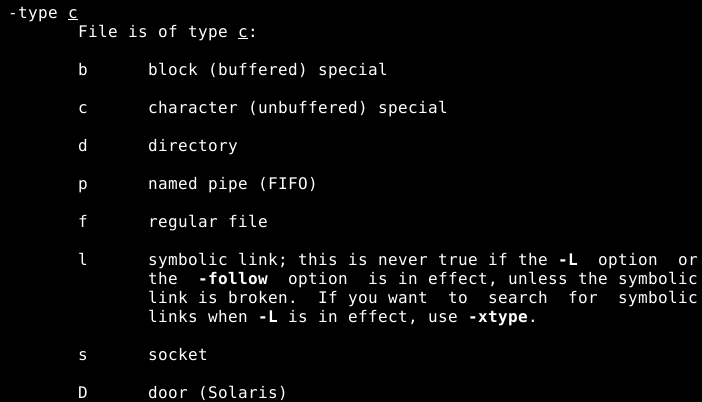 -type c
File is of type c:
b block (buffered) special
c character (unbuffered) special
d directory
p named pipe (FIFO)
f regular file
l symbolic link; this is never true if the -L option or
the -follow option is in effect, unless the symbolic
link is broken. If you want to search for symbolic
links when -L is in effect, use -xtype.
s socket
D door (Solaris)